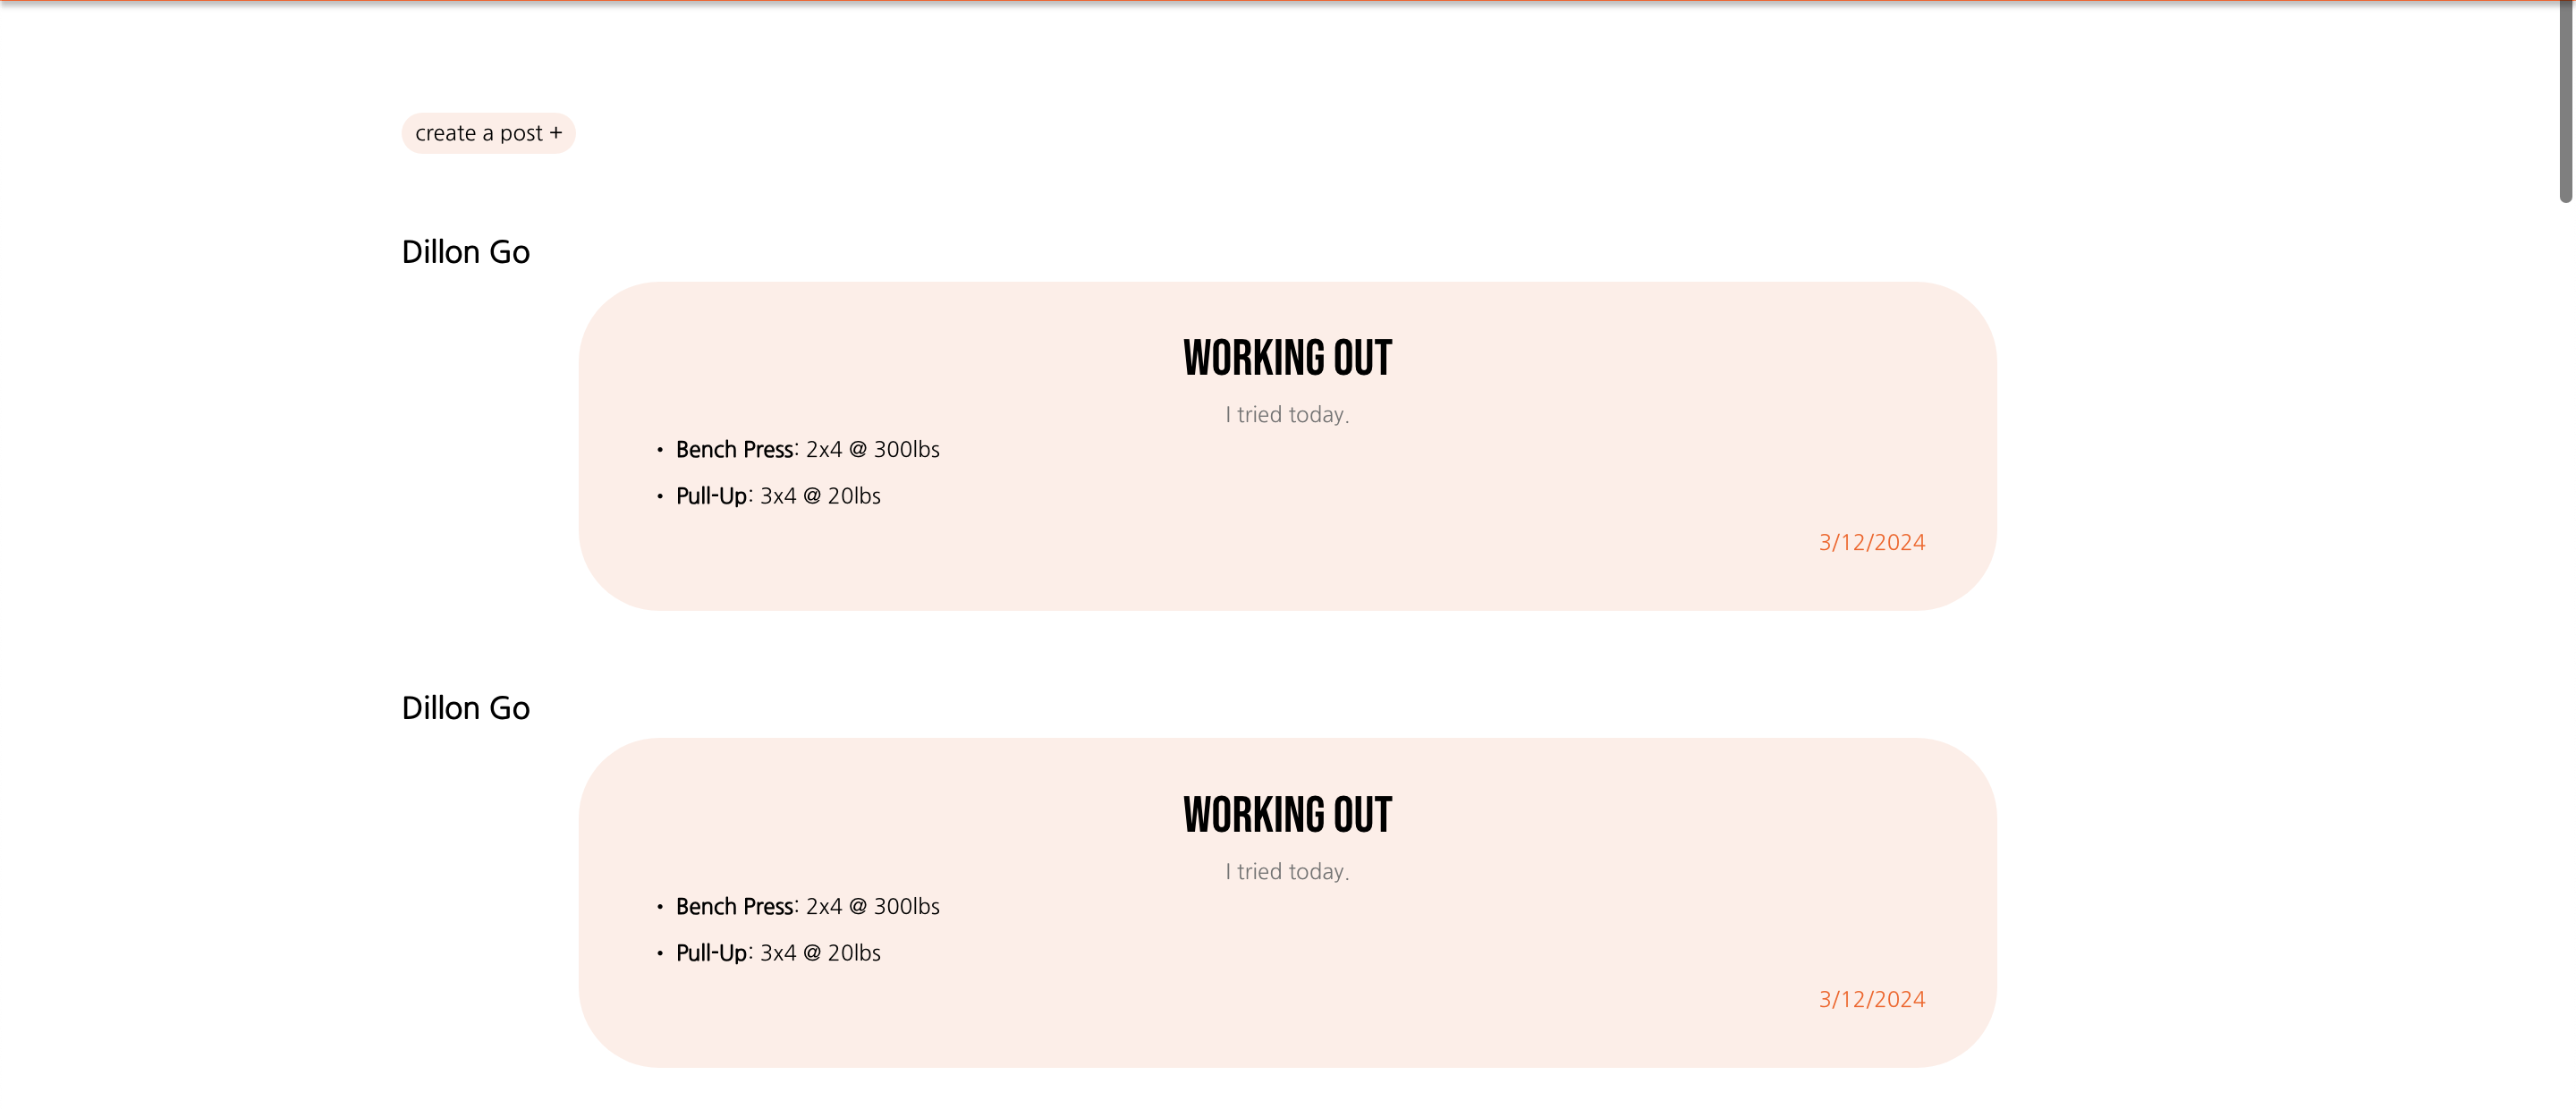 create a post +
Dillon Go
WORKING OUT
I tried today.
• Bench Press: 2x4 @ 300lbs
• Pull-Up: 3x4 @ 20lbs
3/12/2024
Dillon Go
WORKING OUT
I tried today.
• Bench Press: 2x4 @ 300lbs
• Pull-Up: 3x4 @ 20lbs
3/12/2024